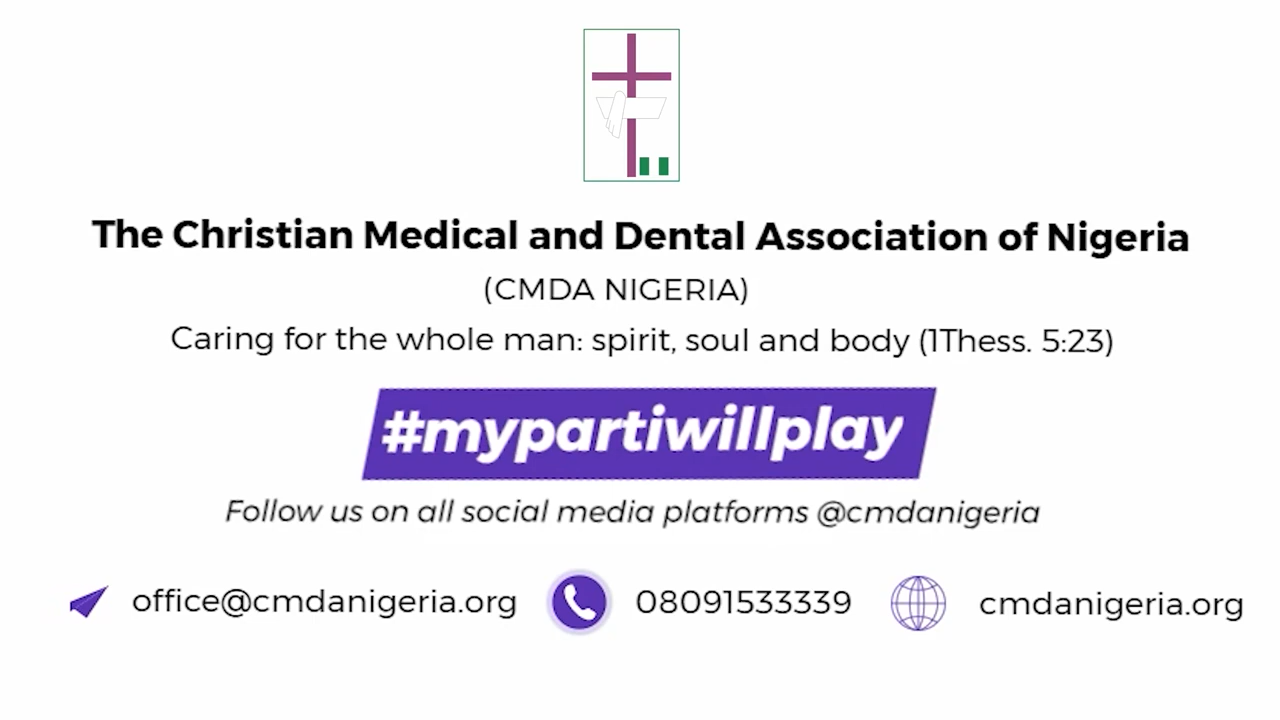 The Christian Medical and Dental Association of Nigeria
(CMDA NIGERIA)
Caring for the whole man: spirit, soul and body (1Thess. 5:23)
#mypartiwillplay
Follow us on all social media platforms @cmdanigeria
office@cmdanigeria.org 08091533339 cmdanigeria.org